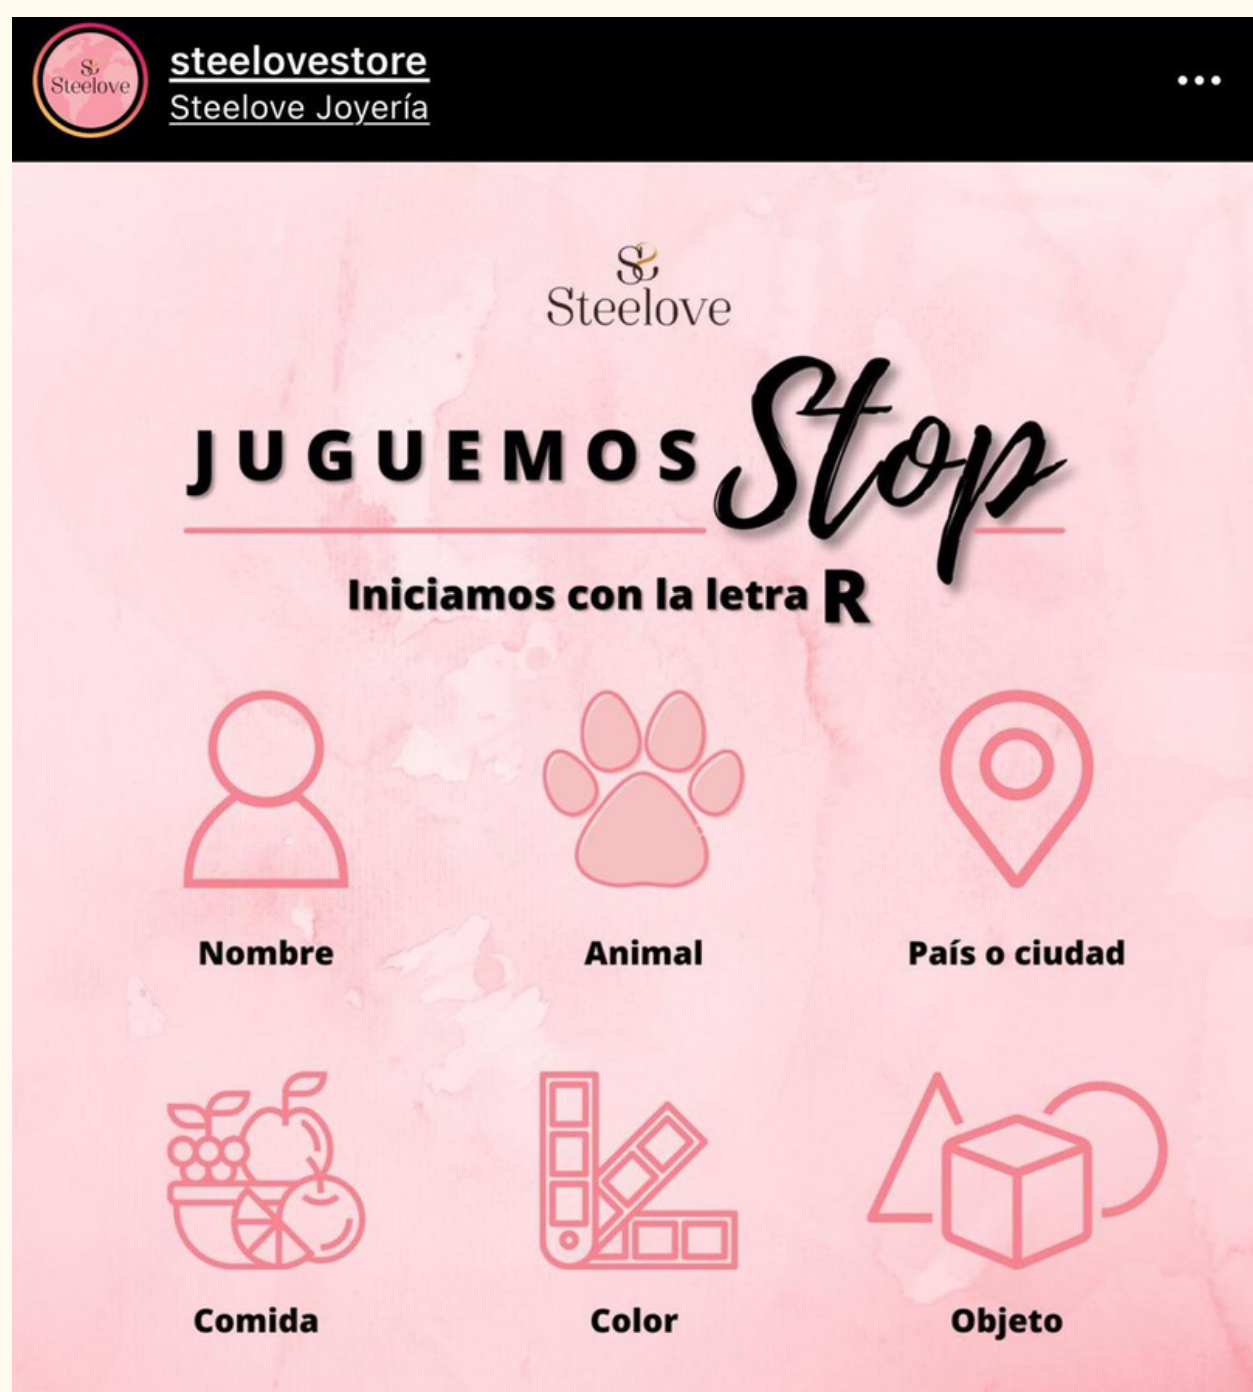 Steelove
steelovestore
Steelove Joyería
Steelove
JUGUEMOS Stop
Iniciamos con la letra R
Nombre
Animal
País o ciudad
Comida
Color
Objeto